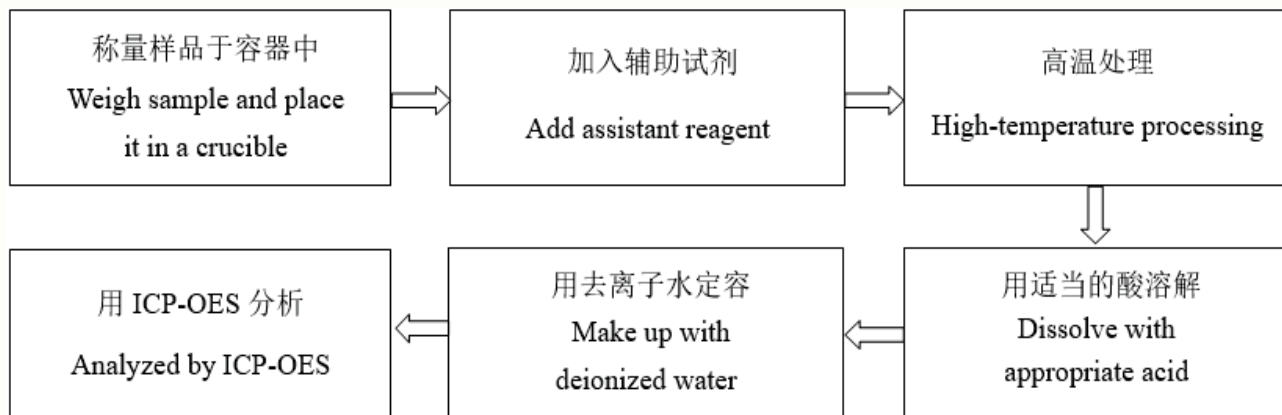 称量样品于容器中
Weigh sample and place
it in a crucible
加入辅助试剂
Add assistant reagent
高温处理
High-temperature processing
用适当的酸溶解
Dissolve with
appropriate acid
用去离子水定容
Make up with
deionized water
用 ICP-OES 分析
Analyzed by ICP-OES